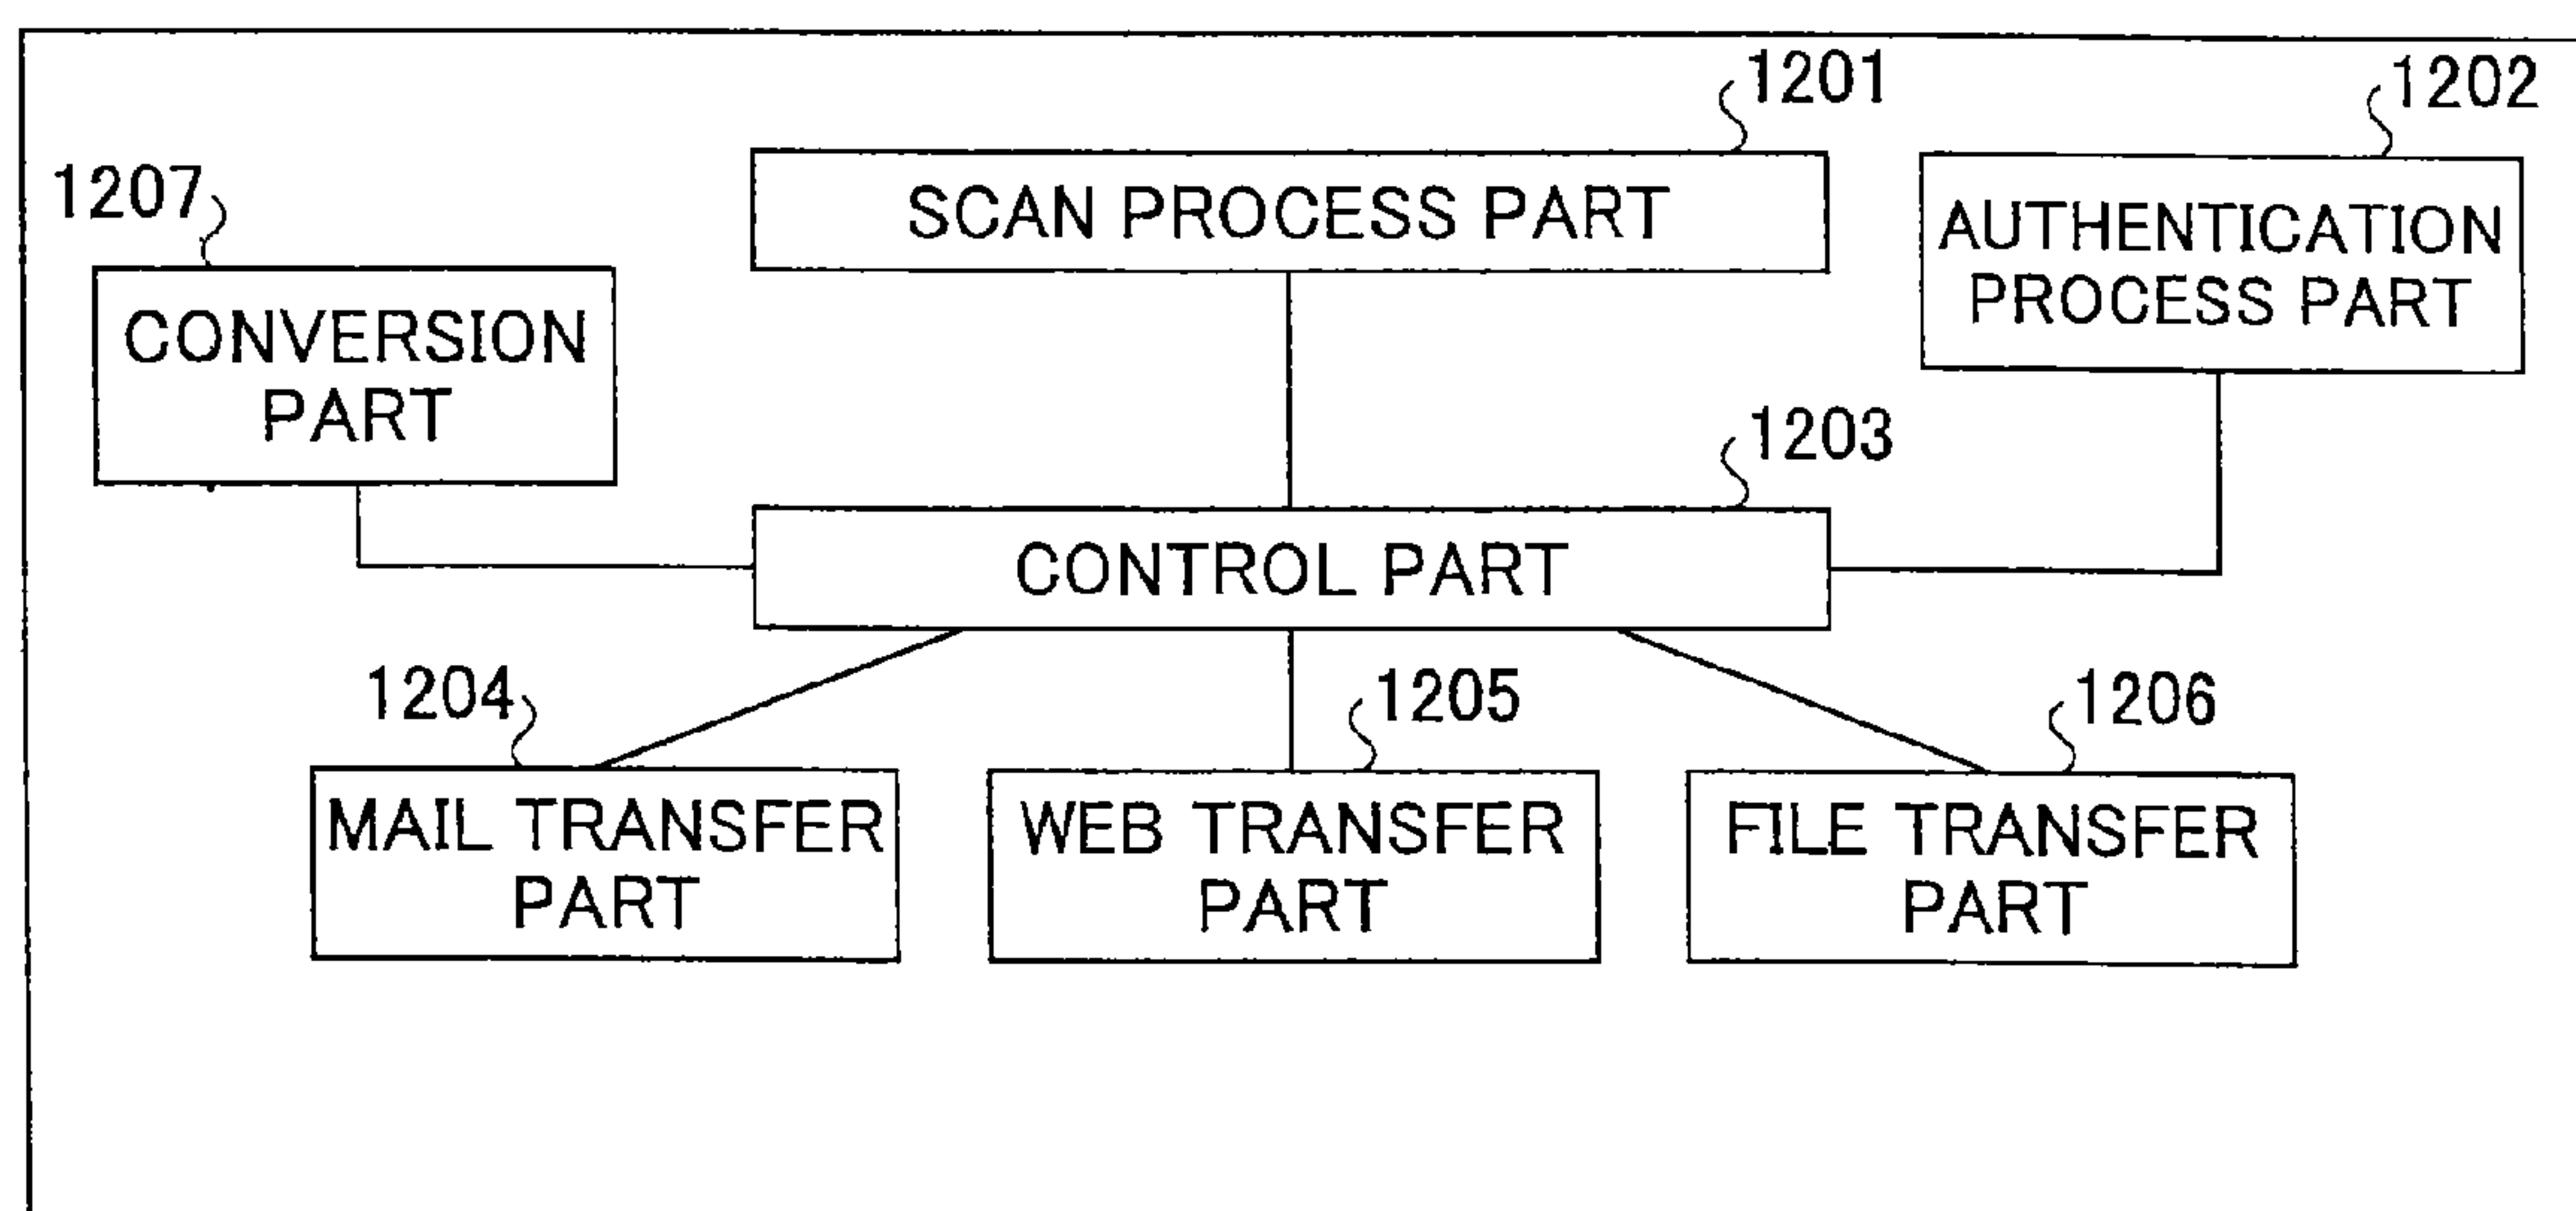 1201
SCAN PROCESS PART
1202
AUTHENTICATION
PROCESS PART
1207
CONVERSION
PART
1203
CONTROL PART
1204
MAIL TRANSFER
PART
1205
WEB TRANSFER
PART
1206
FILE TRANSFER
PART